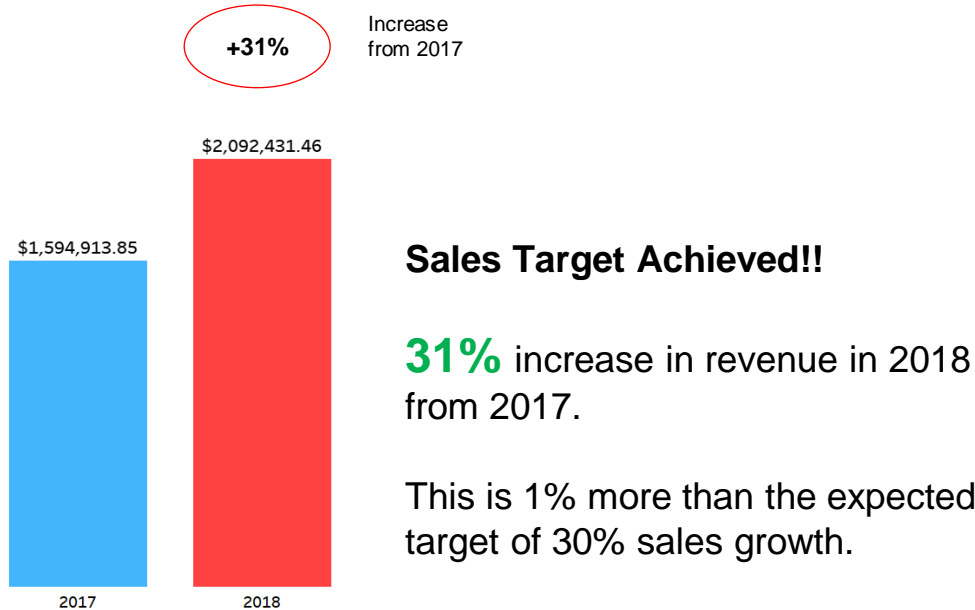 +31%
Increase
from 2017
$2,092,431.46
$1,594,913.85
Sales Target Achieved!!
31% increase in revenue in 2018
from 2017.
This is 1% more than the expected
target of 30% sales growth.
2017
2018